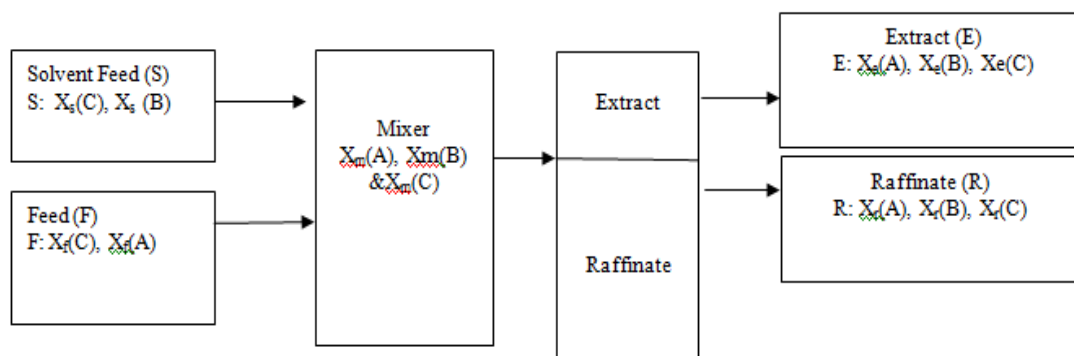 Solvent Feed (S)
S: Xs(C), Xs (B)
Feed (F)
F: Xf(C), Xf(A)
Mixer
Xm(A), Xm(B)
&Xm(C)
Extract
Raffinate
Extract (E)
E: Xe(A), Xe(B), Xe(C)
Raffinate (R)
R: Xr(A), Xr(B), Xr(C)